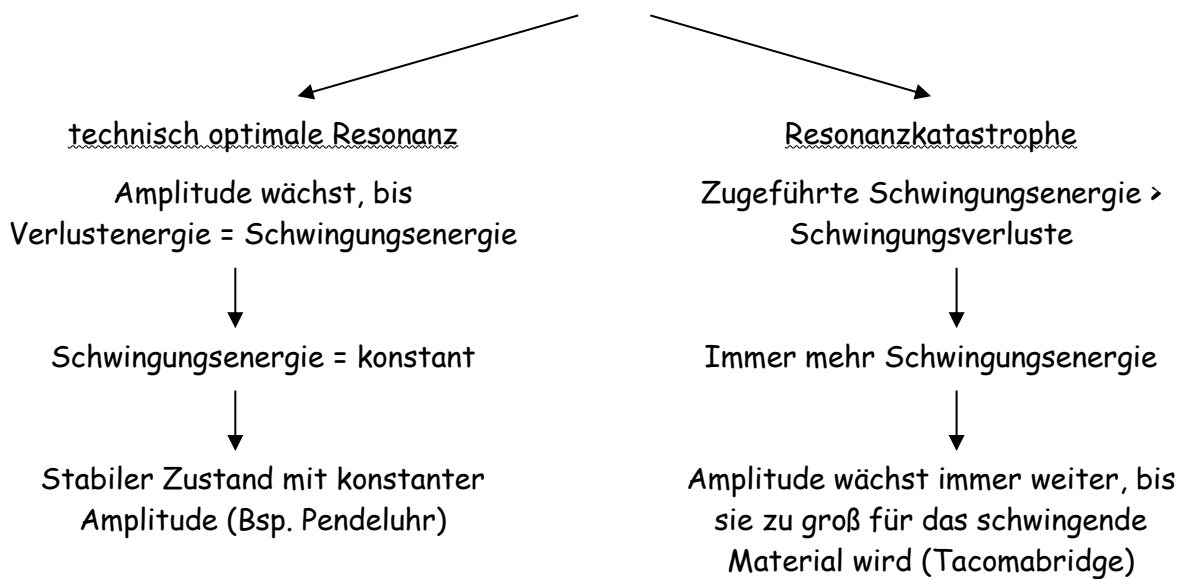 technisch optimale Resonanz
Amplitude wächst, bis
Verlustenergie = Schwingungsenergie
Schwingungsenergie = konstant
Stabiler Zustand mit konstanter
Amplitude (Bsp. Pendeluhr)
Resonanzkatastrophe
Zugeführte Schwingungsenergie >
Schwingungsverluste
Immer mehr Schwingungsenergie
Amplitude wächst immer weiter, bis
sie zu groß für das schwingende
Material wird (Tacomabridge)